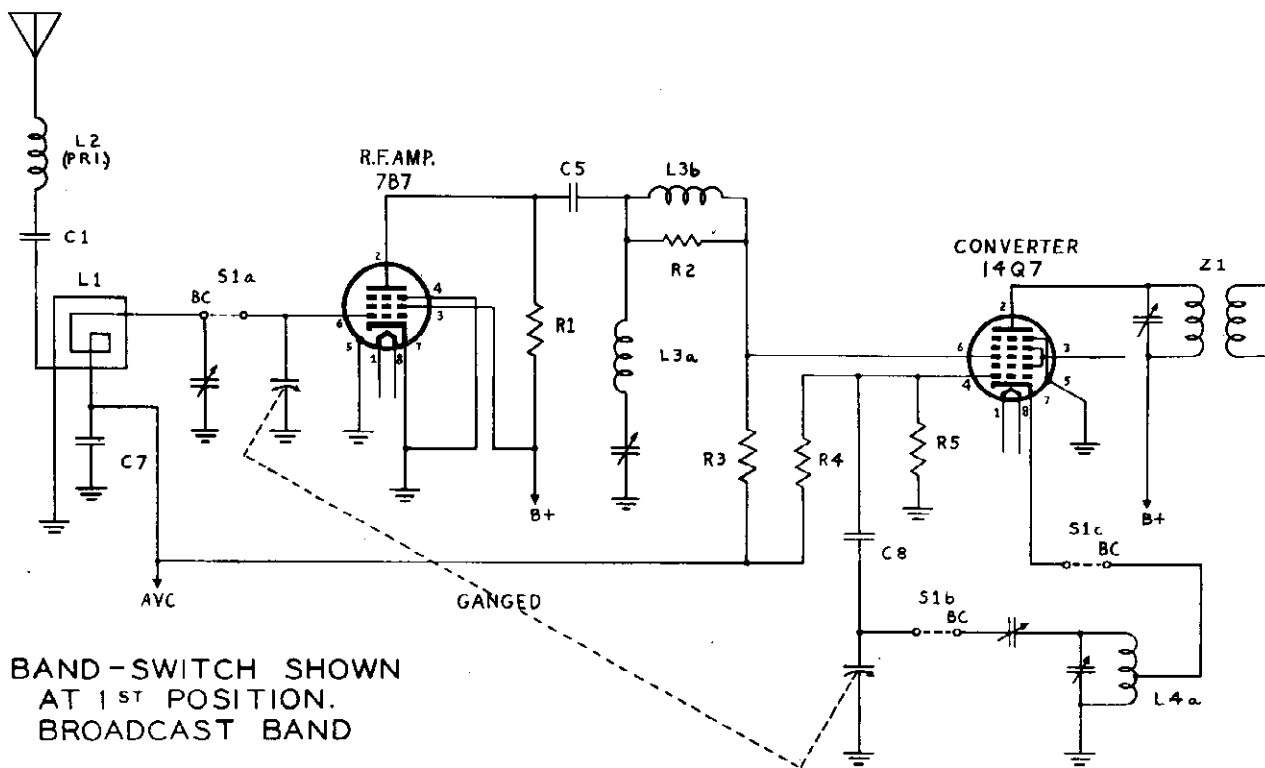 L2
(PRI.)
C1
L1
C7
AVC
S1a
BC
R.F. AMP.
7B7
2
4
3
6
5
1
8
7
R1
B+
C5
L3b
R2
L3a
R3
R4
CONVERTER
14Q7
2
6
3
4
5
1
8
7
Z1
R5
B+
C8
S1c
BC
S1b
BC
L4a
GANGED
BAND-SWITCH SHOWN
AT 1ST POSITION.
BROADCAST BAND